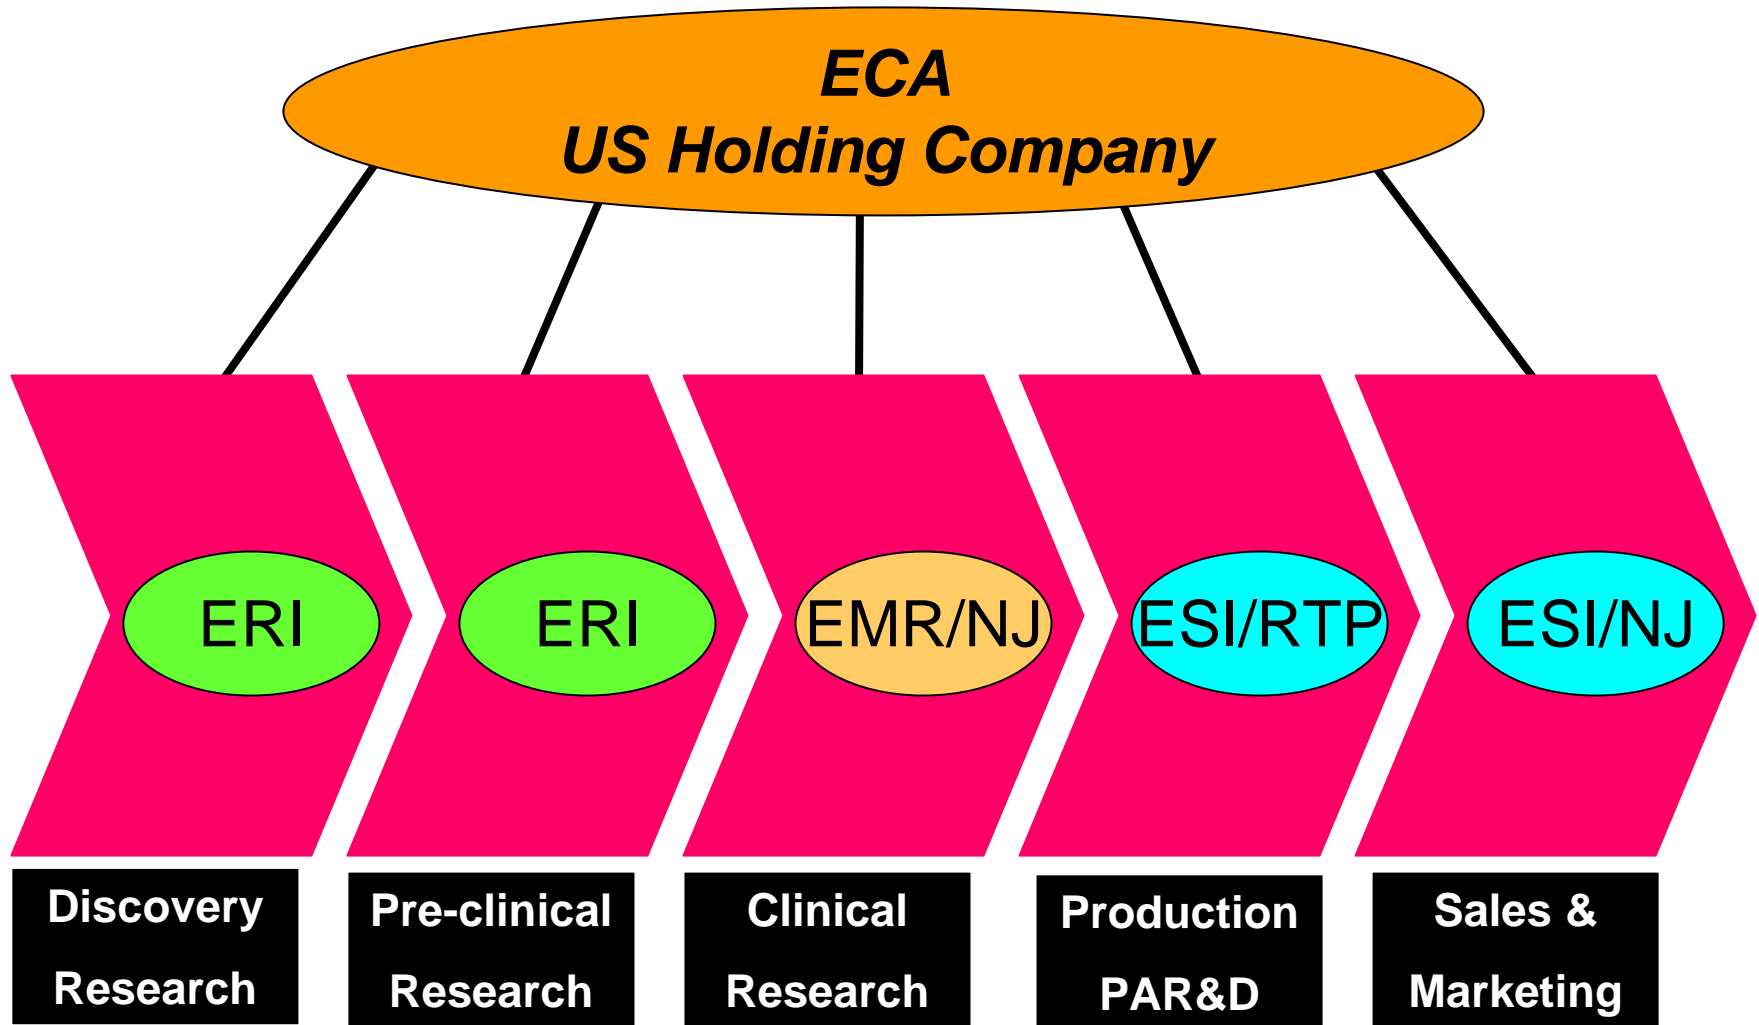 ECA
US Holding Company
ERI
ERI
EMR/NJ
ESI/RTP
ESI/NJ
Discovery
Research
Pre-clinical
Research
Clinical
Research
Production
PAR&D
Sales &
Marketing